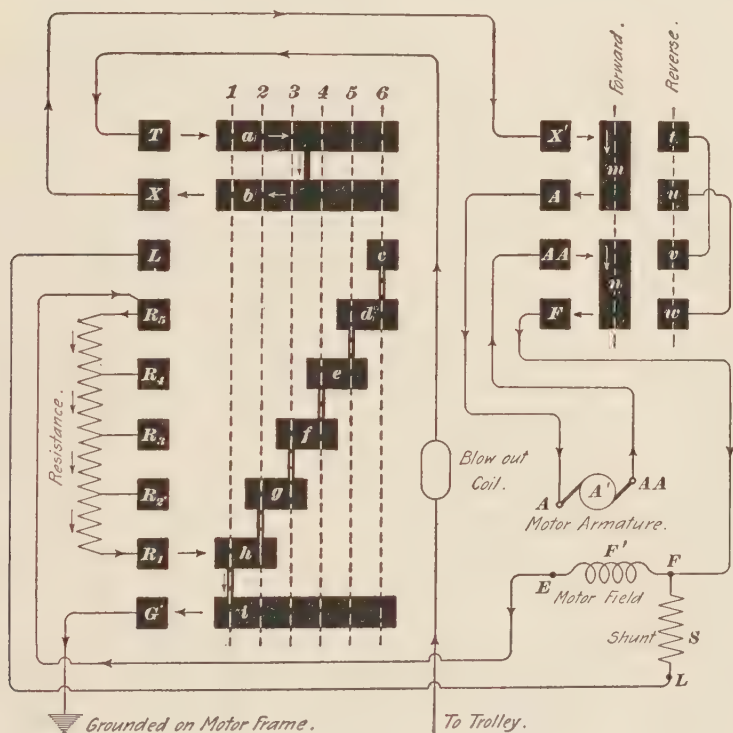 Forward. Reverse.
1 2 3 4 5 6
T a X' m t
X b A u
L c AA n v
R5 d F w
R4 e
R3 f
R2 g
R1 h
G i
Resistance.
Blow out
Coil.
A A' AA
Motor Armature.
F'
E F
Motor Field
Shunt S
L
Grounded on Motor Frame. To Trolley.